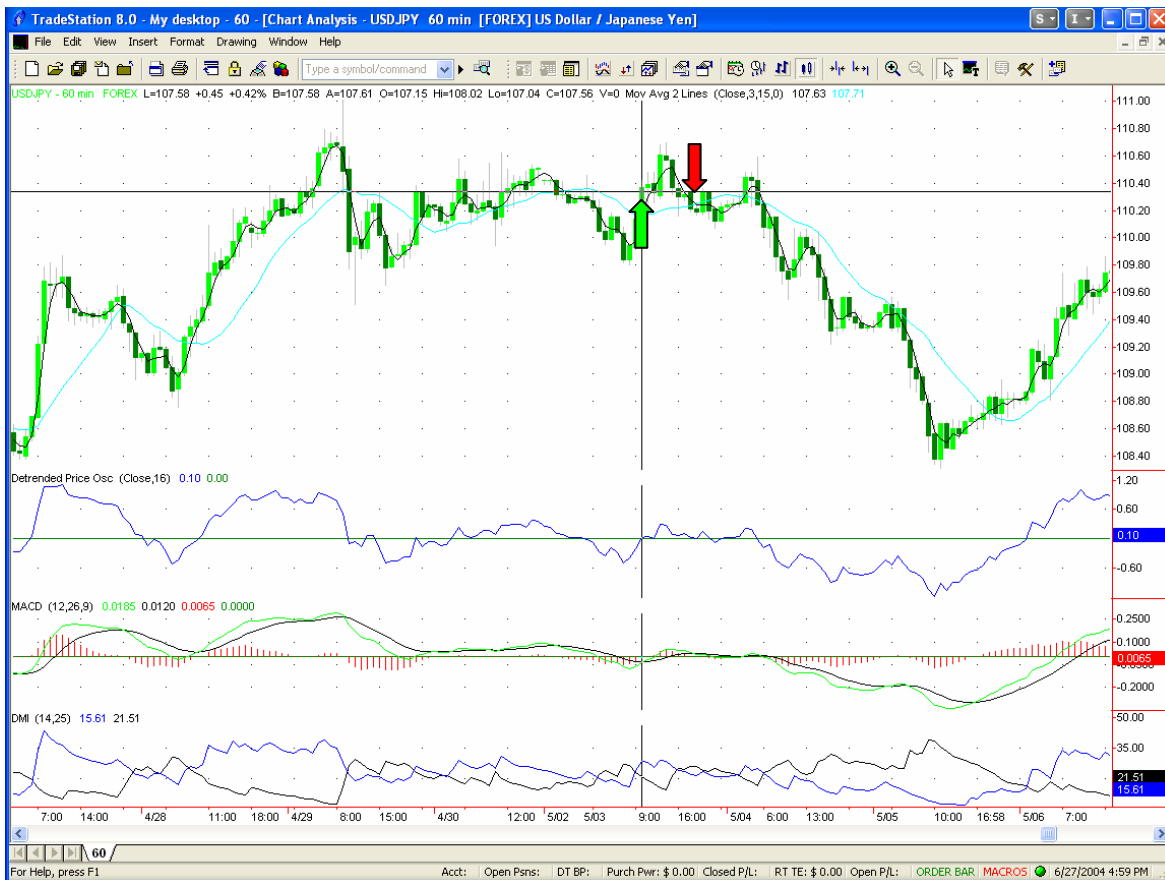 TradeStation 8.0 - My desktop - 60 - [Chart Analysis - USDJPY 60 min [FOREX] US Dollar / Japanese Yen]
S
I
File Edit View Insert Format Drawing Window Help
Type a symbol/command
USDJPY - 60 min FOREX L=107.58 +0.45 +0.42% B=107.58 A=107.61 O=107.15 Hi=108.02 Lo=107.04 C=107.56 V=0 Mov Avg 2 Lines (Close,3,15,0) 107.63 107.71
111.00
110.80
110.60
110.40
110.20
110.00
109.80
109.60
109.40
109.20
109.00
108.80
108.60
108.40
Detrended Price Osc (Close,16) 0.10 0.00
1.20
0.60
0.10
-0.60
MACD (12,26,9) 0.0185 0.0120 0.0065 0.0000
0.2500
0.1000
0.0065
-0.2000
DMI (14,25) 15.61 21.51
50.00
35.00
21.51
15.61
7:00 14:00 4/28 11:00 18:00 4/29 8:00 15:00 4/30 12:00 5/02 5/03 9:00 16:00 5/04 6:00 13:00 5/05 10:00 16:58 5/06 7:00
60
For Help, press F1 Acct: Open Psns: DT BP: Purch Pwr: $ 0.00 Closed P/L: RT TE: $ 0.00 Open P/L: ORDER BAR MACROS 6/27/2004 4:59 PM